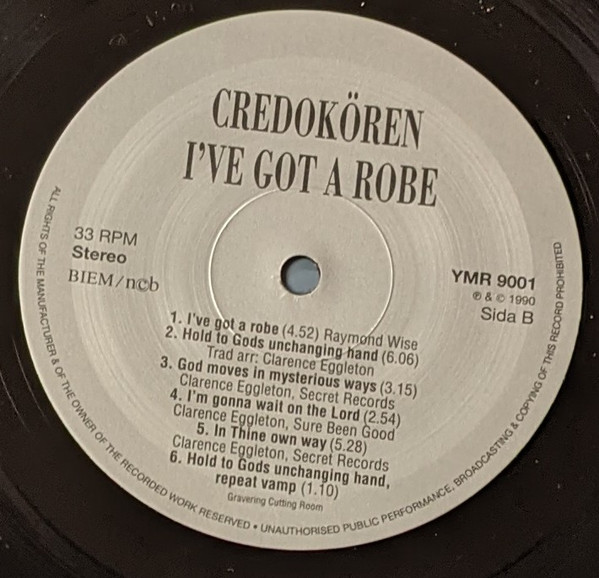 CREDOKÖREN
I'VE GOT A ROBE
33 RPM
Stereo
BIEM/n©b
YMR 9001
℗ & © 1990
Sida B
1. I've got a robe (4.52) Raymond Wise
2. Hold to Gods unchanging hand (6.06)
Trad arr: Clarence Eggleton
3. God moves in mysterious ways (3.15)
Clarence Eggleton, Secret Records
4. I'm gonna wait on the Lord (2.54)
Clarence Eggleton, Sure Been Good
5. In Thine own way (5.28)
Clarence Eggleton, Secret Records
6. Hold to Gods unchanging hand,
repeat vamp (1.10)
Gravering Cutting Room
ALL RIGHTS OF THE MANUFACTURER & OF THE OWNER OF THE RECORDED WORK RESERVED • UNAUTHORISED PUBLIC PERFORMANCE, BROADCASTING & COPYING OF THIS RECORD PROHIBITED